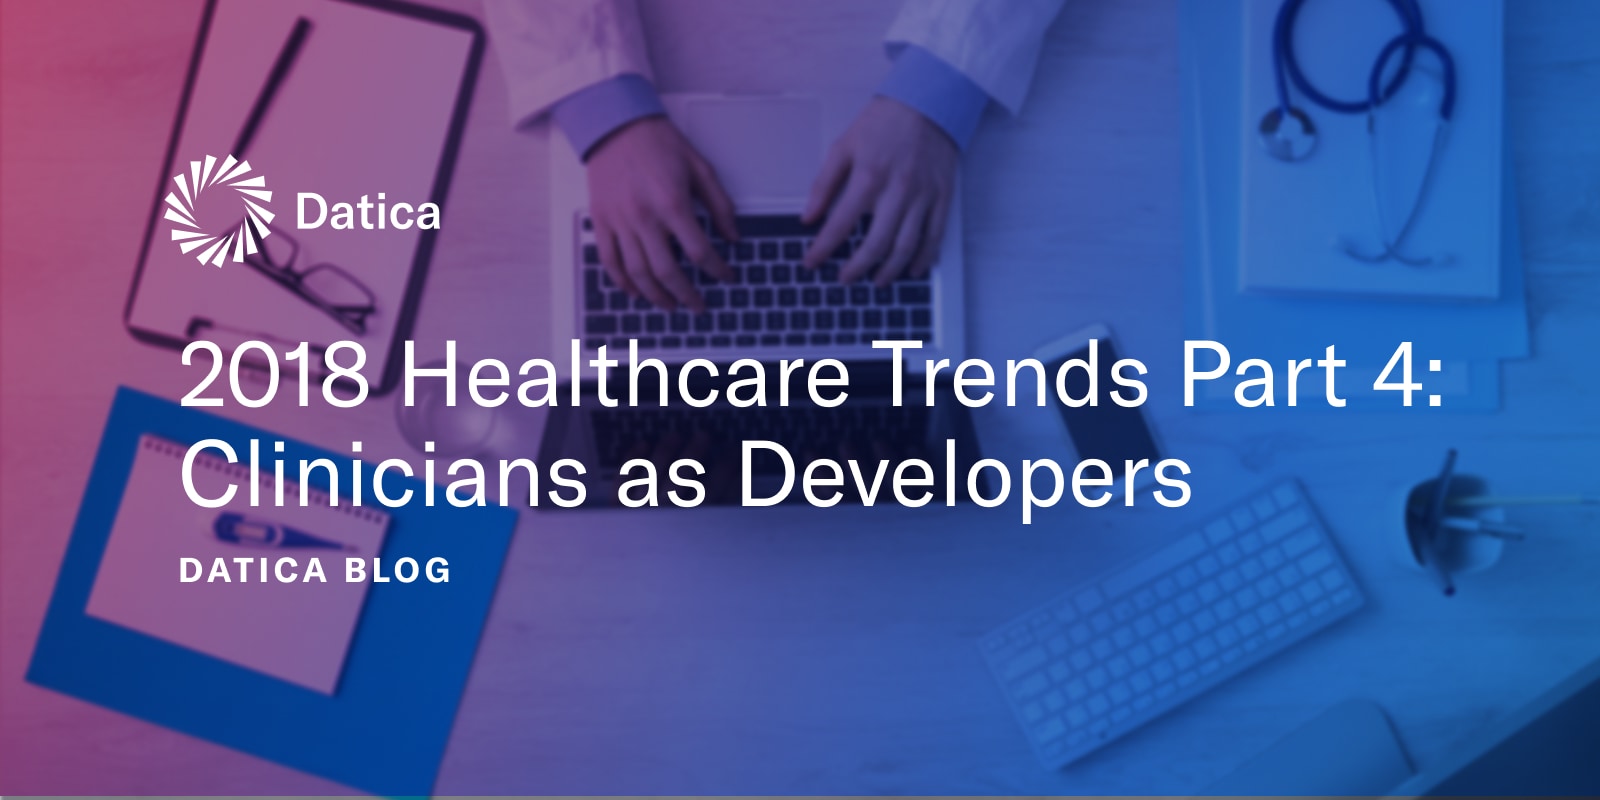 Datica
2018 Healthcare Trends Part 4:
Clinicians as Developers
DATICA BLOG